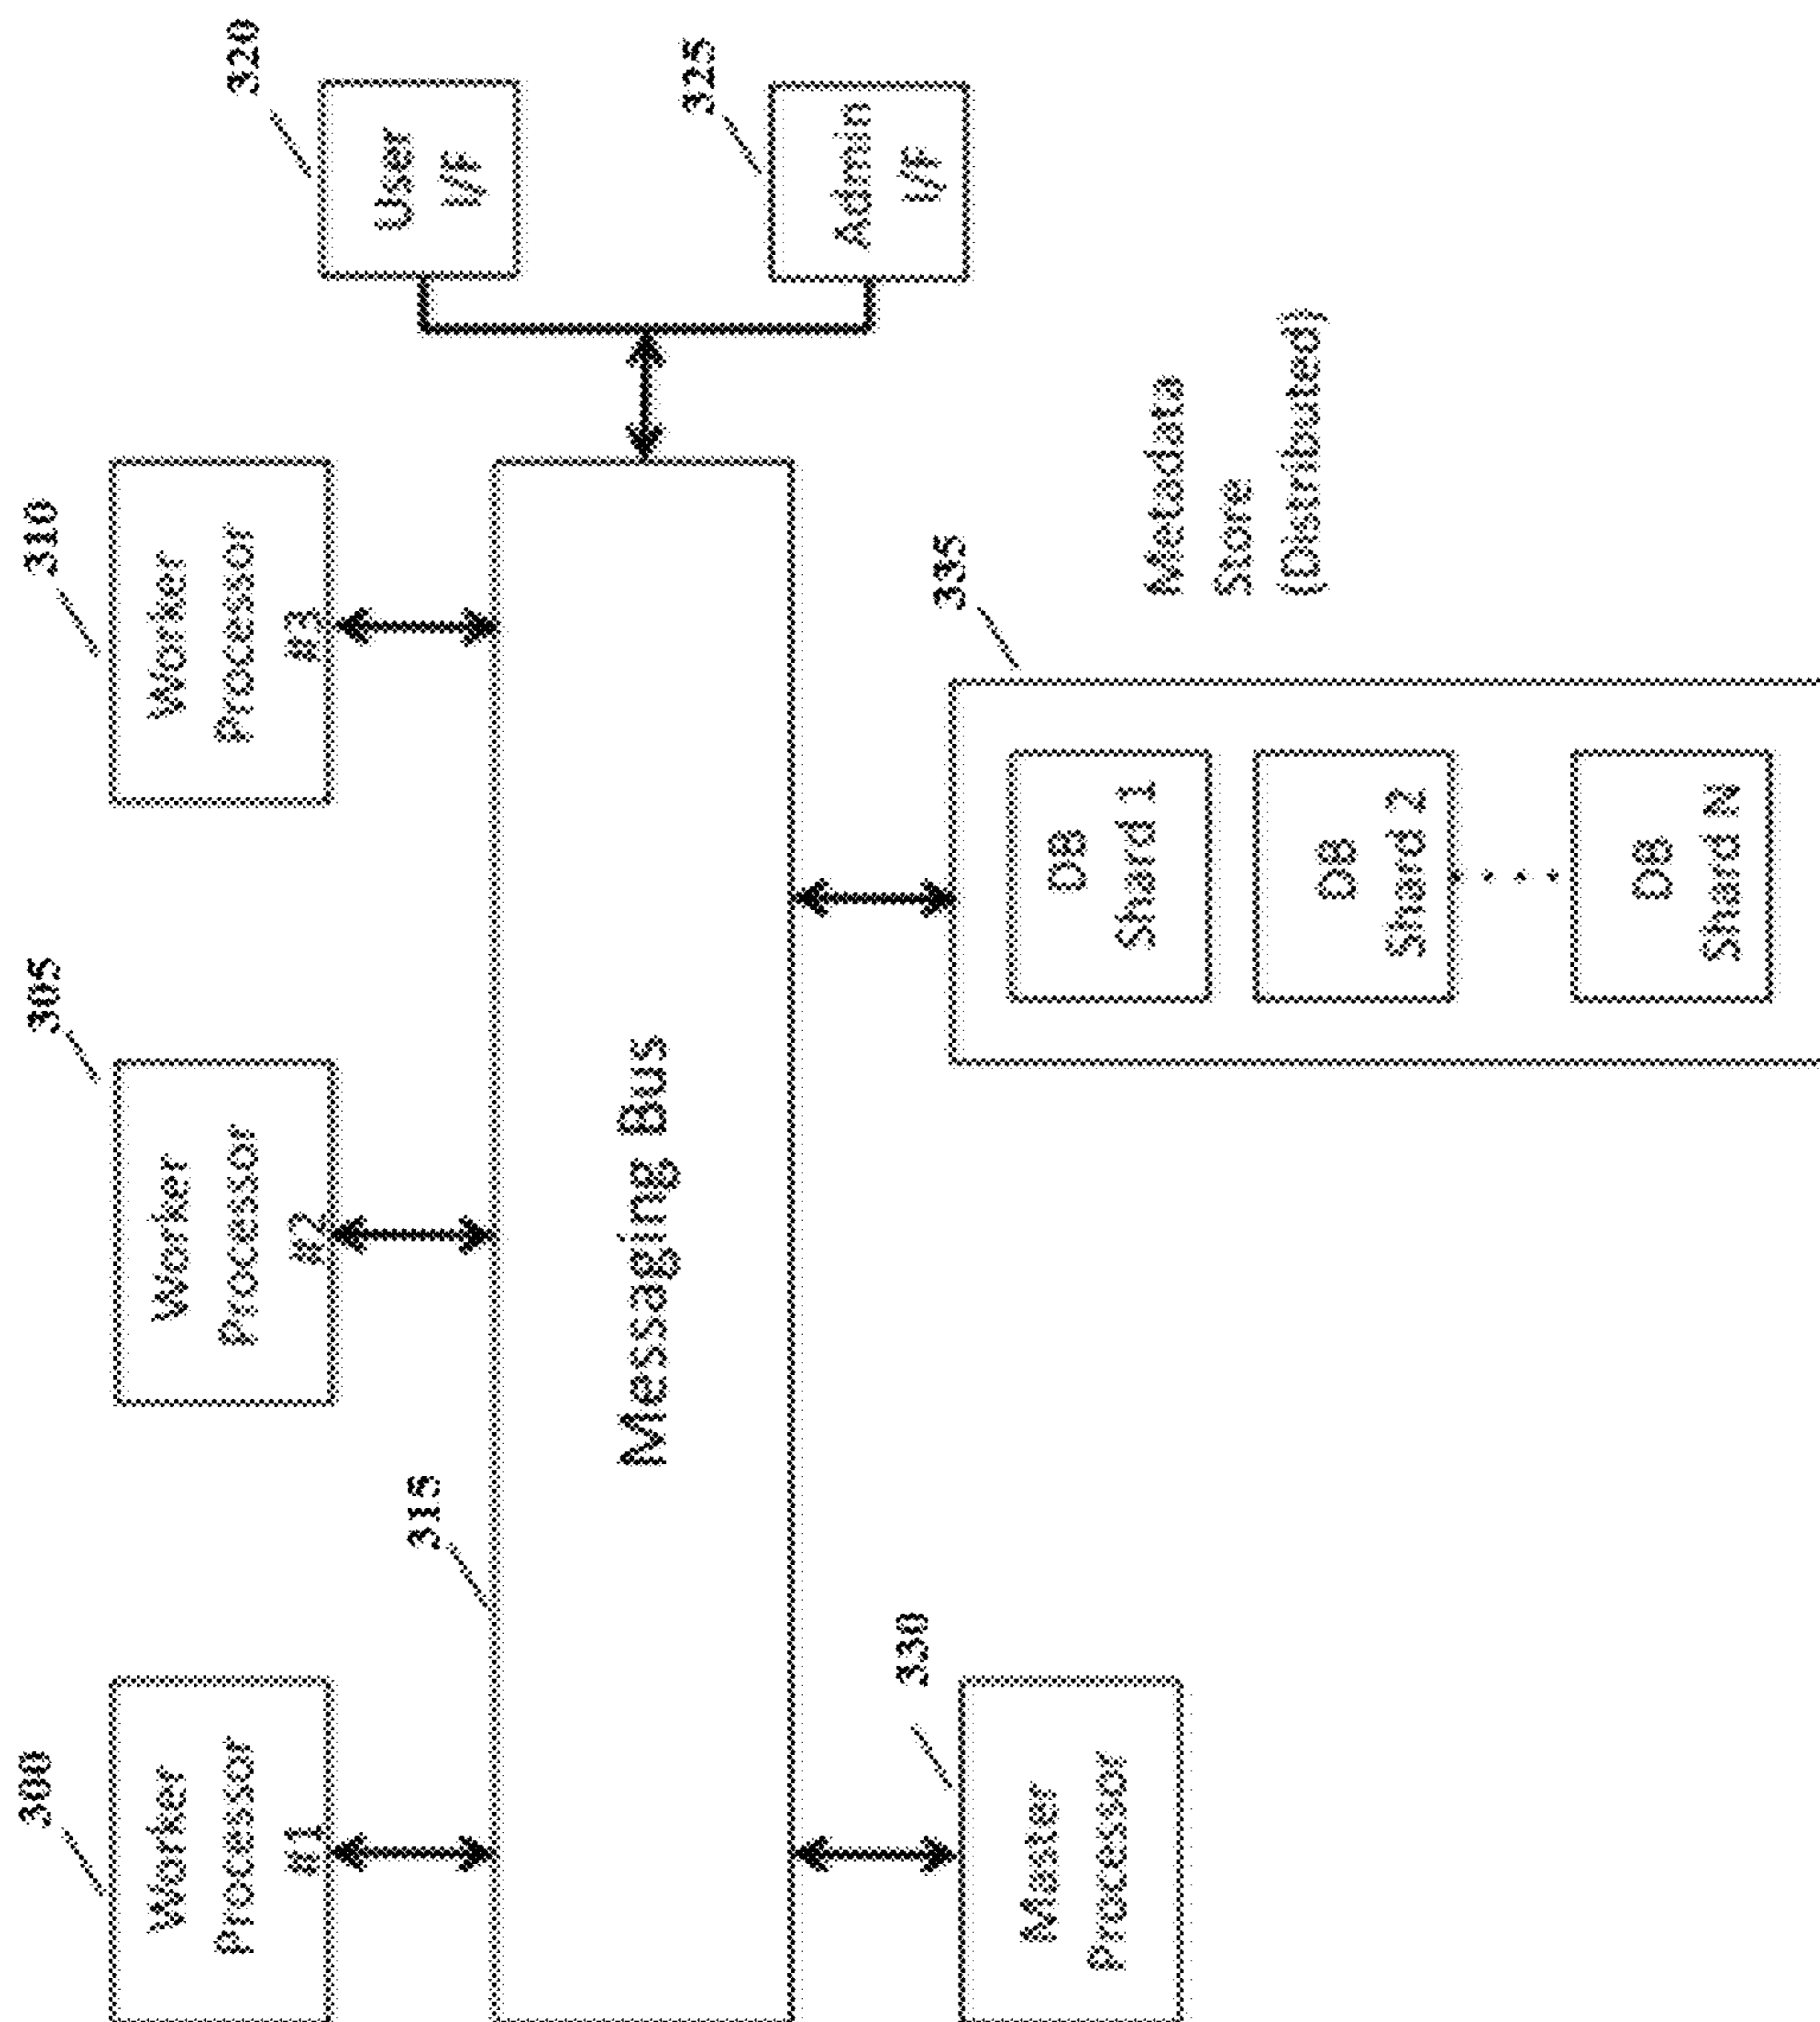 300
Worker
Processor
#1
305
Worker
Processor
#2
310
Worker
Processor
#3
315
Messaging Bus
320
User
I/F
325
Admin
I/F
330
Master
Processor
335
DB
Shard 1
DB
Shard 2
DB
Shard N
Metadata
Store
(Distributed)